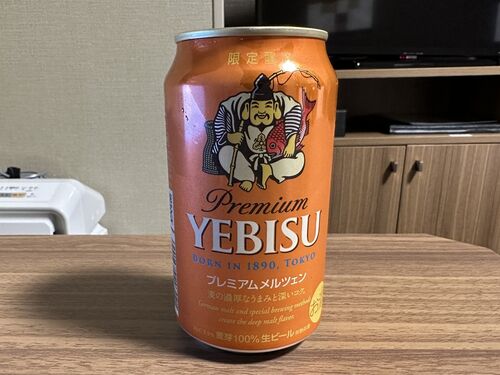 限定醸造
Premium
YEBISU
BORN IN 1890, TOKYO
プレミアムメルツェン
麦の濃厚なうまみと深いコク。
German malt and special brewing method
create the deep malt flavor.
麦芽100%生ビール